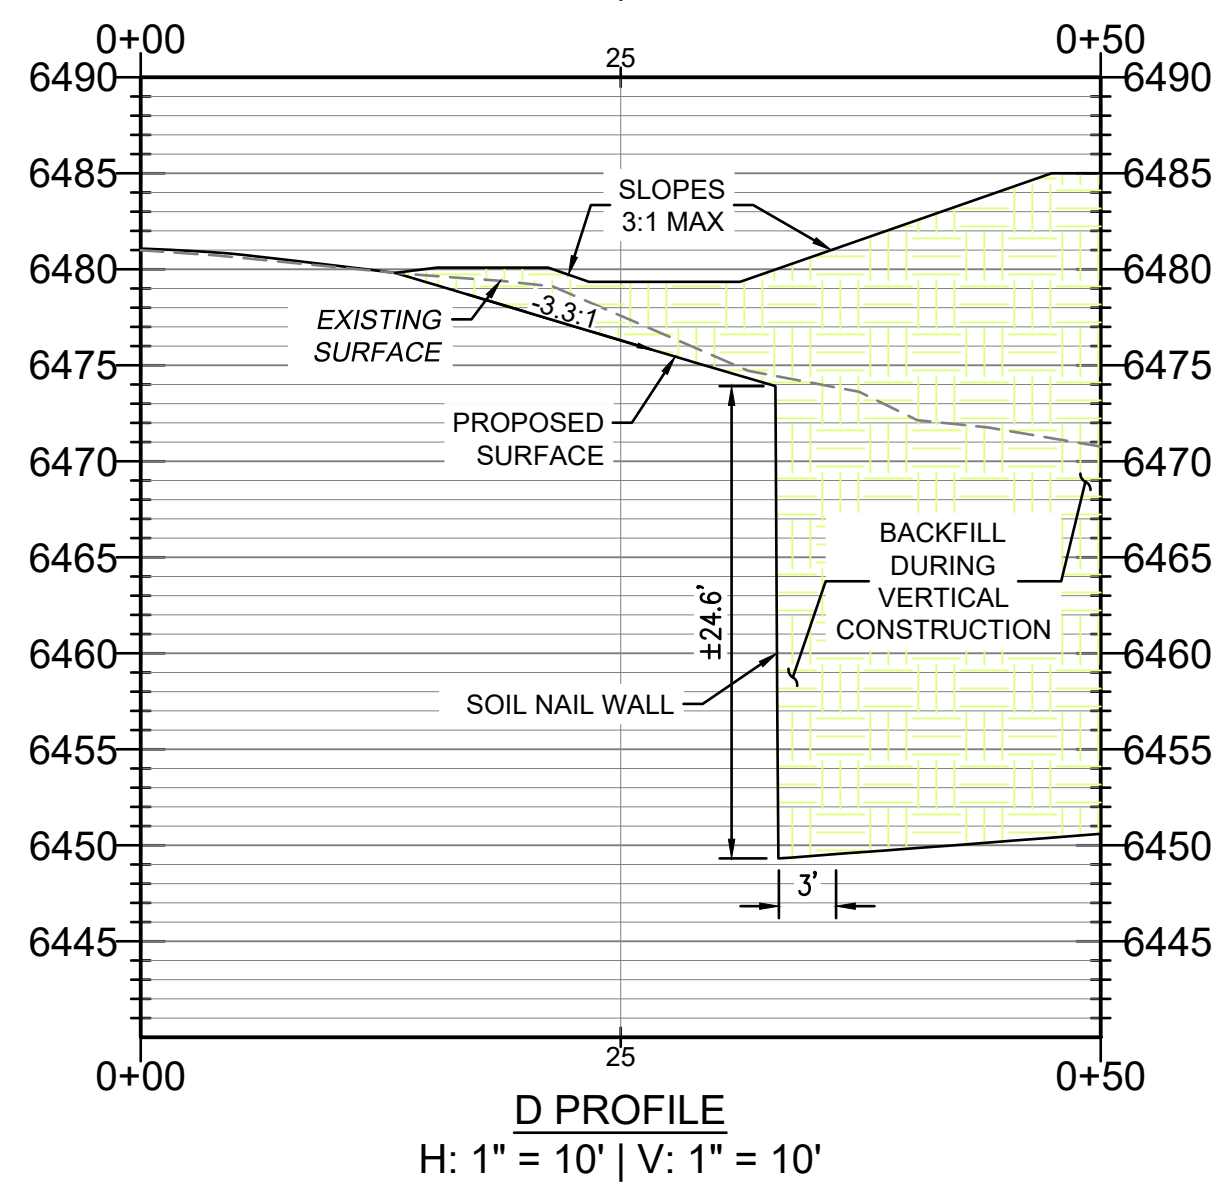 0+00 0+50
25
6490 6490
6485 6485
SLOPES
3:1 MAX
6480 6480
-3.3:1
EXISTING
SURFACE
6475 6475
PROPOSED
SURFACE
6470 6470
BACKFILL
DURING
VERTICAL
CONSTRUCTION
6465 6465
±24.6'
6460 6460
SOIL NAIL WALL
6455 6455
6450 6450
3'
6445 6445
25
0+00 0+50
D PROFILE
H: 1" = 10' | V: 1" = 10'